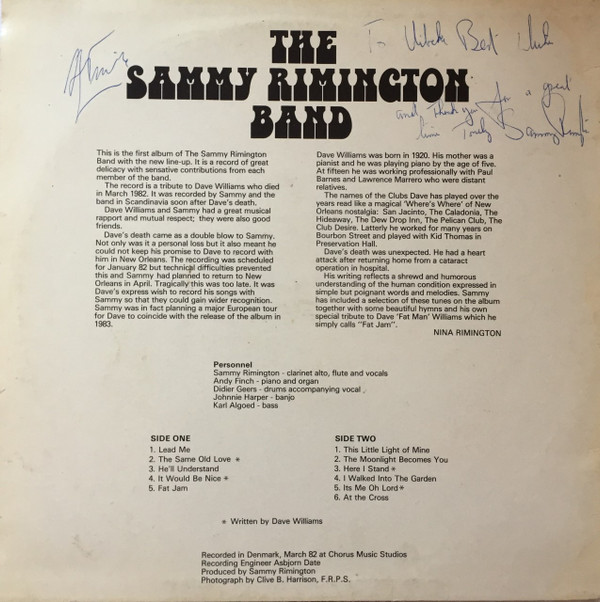 THE
SAMMY RIMINGTON
BAND
To Best
and thank you for a great
time Sammy
This is the first album of The Sammy Rimington
Band with the new line-up. It is a record of great
delicacy with sensative contributions from each
member of the band.
The record is a tribute to Dave Williams who died
in March 1982. It was recorded by Sammy and the
band in Scandinavia soon after Dave's death.
Dave Williams and Sammy had a great musical
rapport and mutual respect; they were also good
friends.
Dave's death came as a double blow to Sammy.
Not only was it a personal loss but it also meant he
could not keep his promise to Dave to record with
him in New Orleans. The recording was scheduled
for January 82 but technical difficulties prevented
this and Sammy had planned to return to New
Orleans in April. Tragically this was too late. It was
Dave's express wish to record his songs with
Sammy so that they could gain wider recognition.
Sammy was in fact planning a major European tour
for Dave to coincide with the release of the album in
1983.
Dave Williams was born in 1920. His mother was a
pianist and he was playing piano by the age of five.
At fifteen he was working professionally with Paul
Barnes and Lawrence Marrero who were distant
relatives.
The names of the Clubs Dave has played over the
years read like a magical 'Where's Where' of New
Orleans nostalgia: San Jacinto, The Caladonia, The
Hideaway, The Dew Drop Inn, The Pelican Club, The
Club Desire. Latterly he worked for many years on
Bourbon Street and played with Kid Thomas in
Preservation Hall.
Dave's death was unexpected. He had a heart
attack after returning home from a cataract
operation in hospital.
His writing reflects a shrewd and humorous
understanding of the human condition expressed in
simple but poignant words and melodies. Sammy
has included a selection of these tunes on the album
together with some beautiful hymns and his own
special tribute to Dave 'Fat Man' Williams which he
simply calls "Fat Jam".
NINA RIMINGTON
Personnel
Sammy Rimington - clarinet alto, flute and vocals
Andy Finch - piano and organ
Didier Geers - drums accompanying vocal
Johnnie Harper - banjo
Karl Algoed - bass
SIDE ONE
1. Lead Me
2. The Same Old Love *
3. He'll Understand
4. It Would Be Nice *
5. Fat Jam
SIDE TWO
1. This Little Light of Mine
2. The Moonlight Becomes You
3. Here I Stand *
4. I Walked Into The Garden
5. Its Me Oh Lord *
6. At the Cross
* Written by Dave Williams
Recorded in Denmark, March 82 at Chorus Music Studios
Recording Engineer Asbjorn Date
Produced by Sammy Rimington
Photograph by Clive B. Harrison, F.R.P.S.